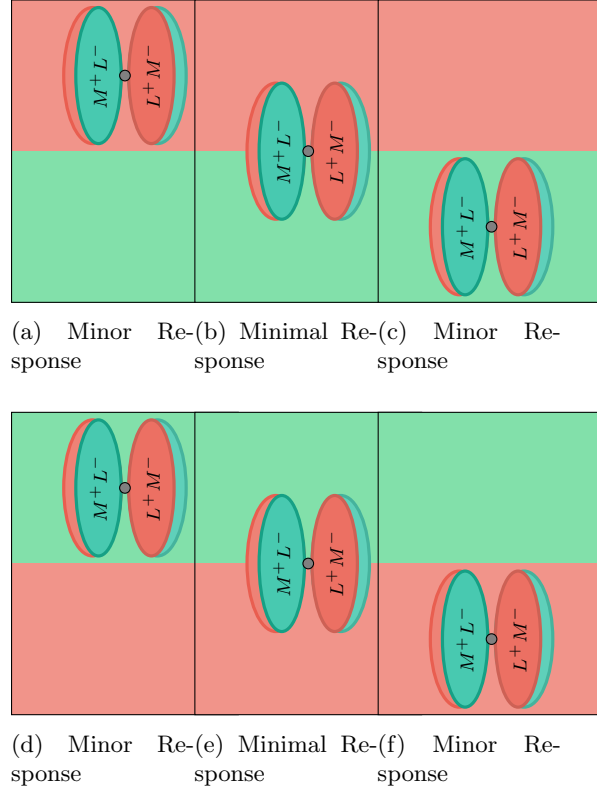 M⁺L⁻ L⁺M⁻
M⁺L⁻ L⁺M⁻
M⁺L⁻ L⁺M⁻
(a) Minor Re-
sponse
(b) Minimal Re-
sponse
(c) Minor Re-
sponse
M⁺L⁻ L⁺M⁻
M⁺L⁻ L⁺M⁻
M⁺L⁻ L⁺M⁻
(d) Minor Re-
sponse
(e) Minimal Re-
sponse
(f) Minor Re-
sponse